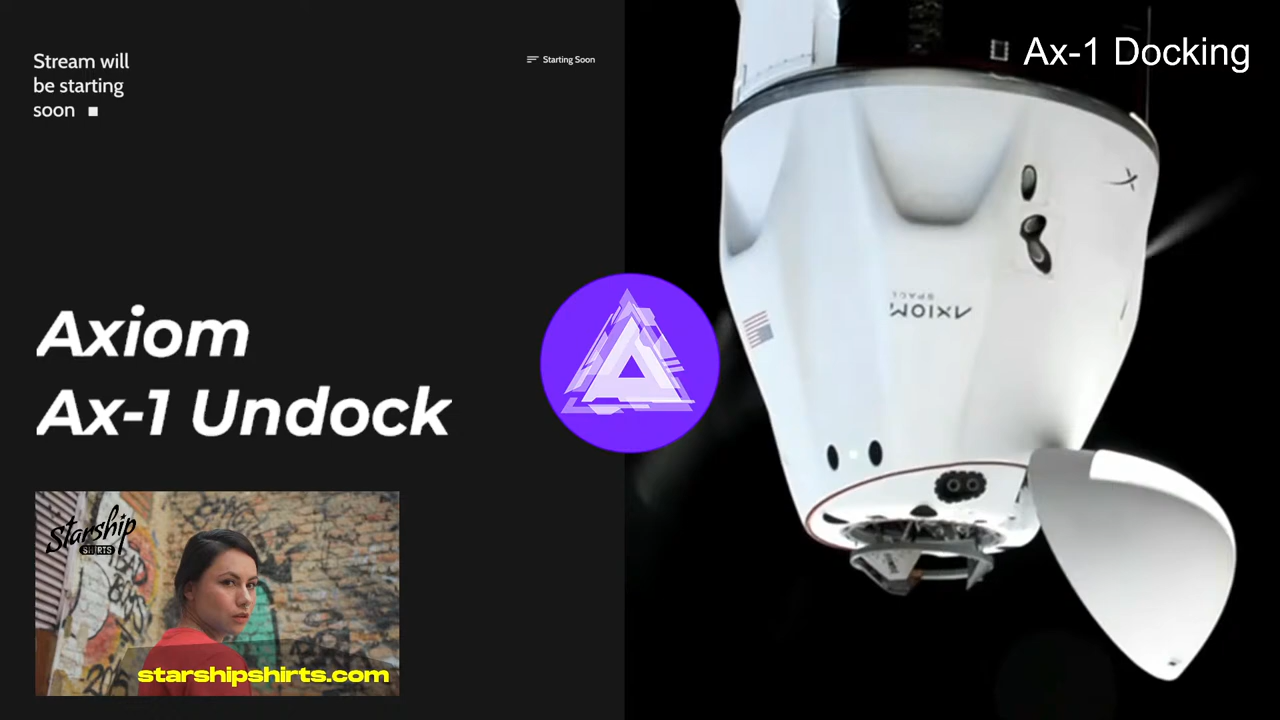 Stream will
be starting
soon
Starting Soon
Ax-1 Docking
AXIOM
SPACE
Axiom
Ax-1 Undock
Starship
SHIRTS
starshipshirts.com